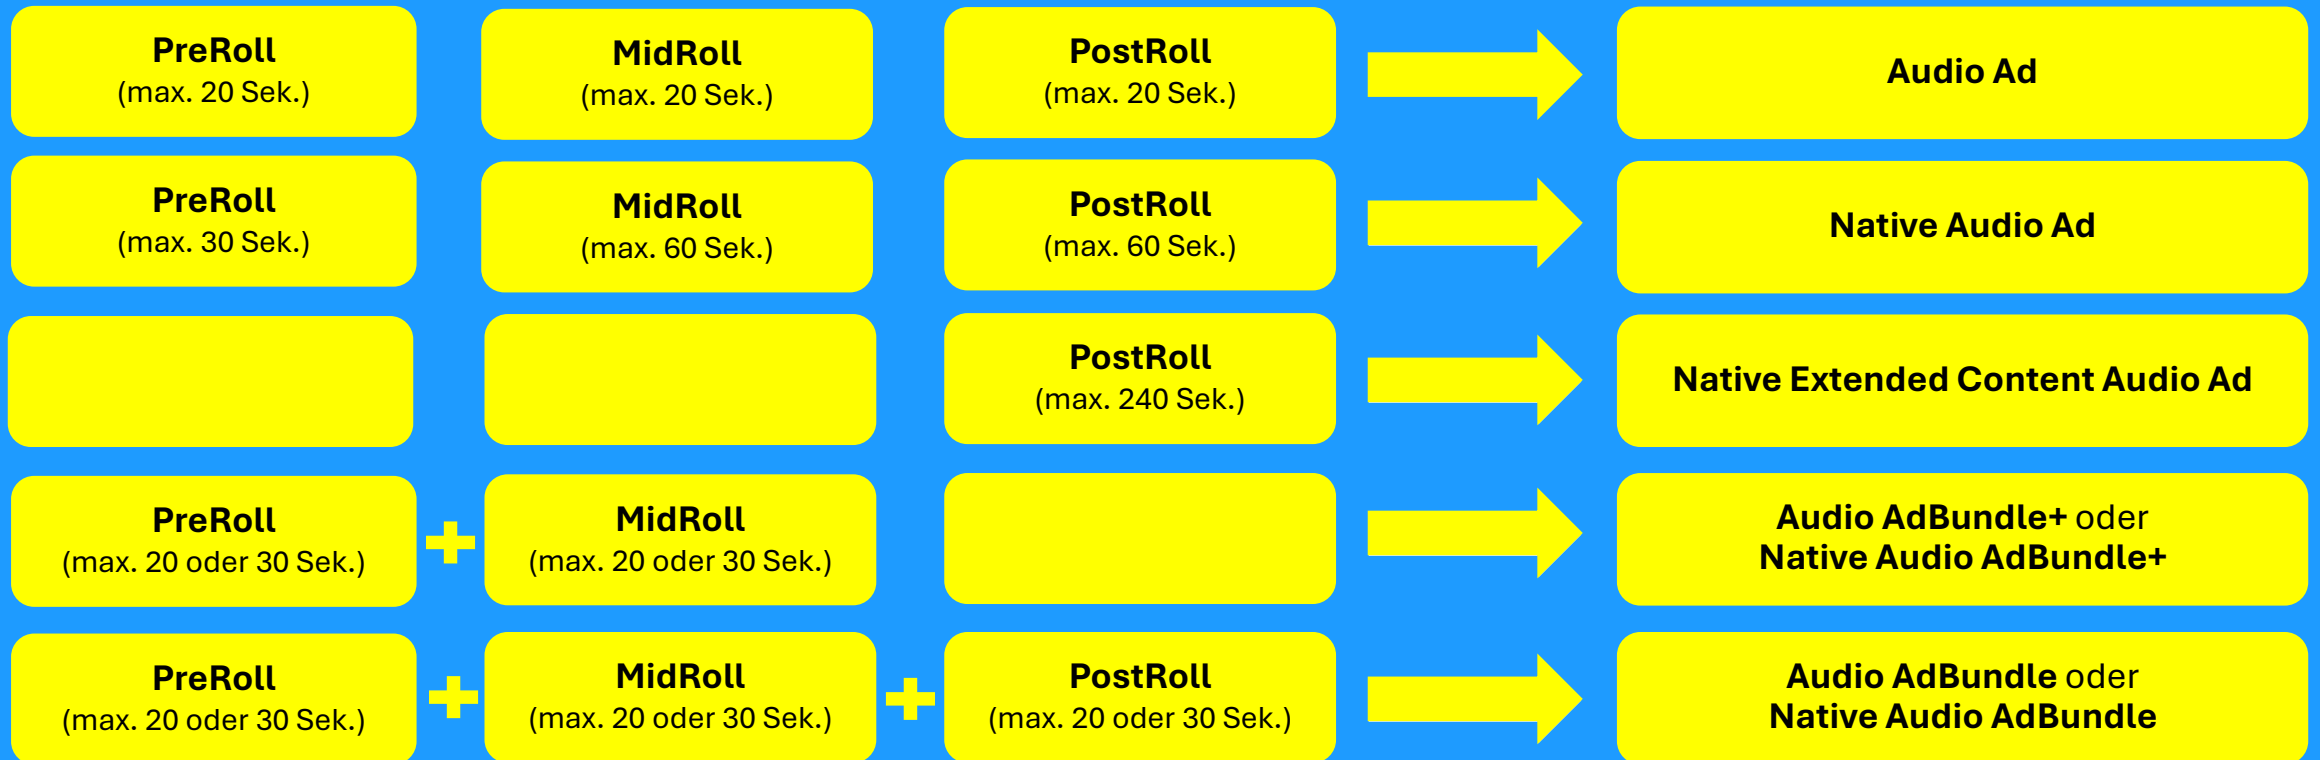 PreRoll
(max. 20 Sek.)
MidRoll
(max. 20 Sek.)
PostRoll
(max. 20 Sek.)
Audio Ad
PreRoll
(max. 30 Sek.)
MidRoll
(max. 60 Sek.)
PostRoll
(max. 60 Sek.)
Native Audio Ad
PostRoll
(max. 240 Sek.)
Native Extended Content Audio Ad
PreRoll
(max. 20 oder 30 Sek.)
+
MidRoll
(max. 20 oder 30 Sek.)
Audio AdBundle+ oder
Native Audio AdBundle+
PreRoll
(max. 20 oder 30 Sek.)
+
MidRoll
(max. 20 oder 30 Sek.)
+
PostRoll
(max. 20 oder 30 Sek.)
Audio AdBundle oder
Native Audio AdBundle